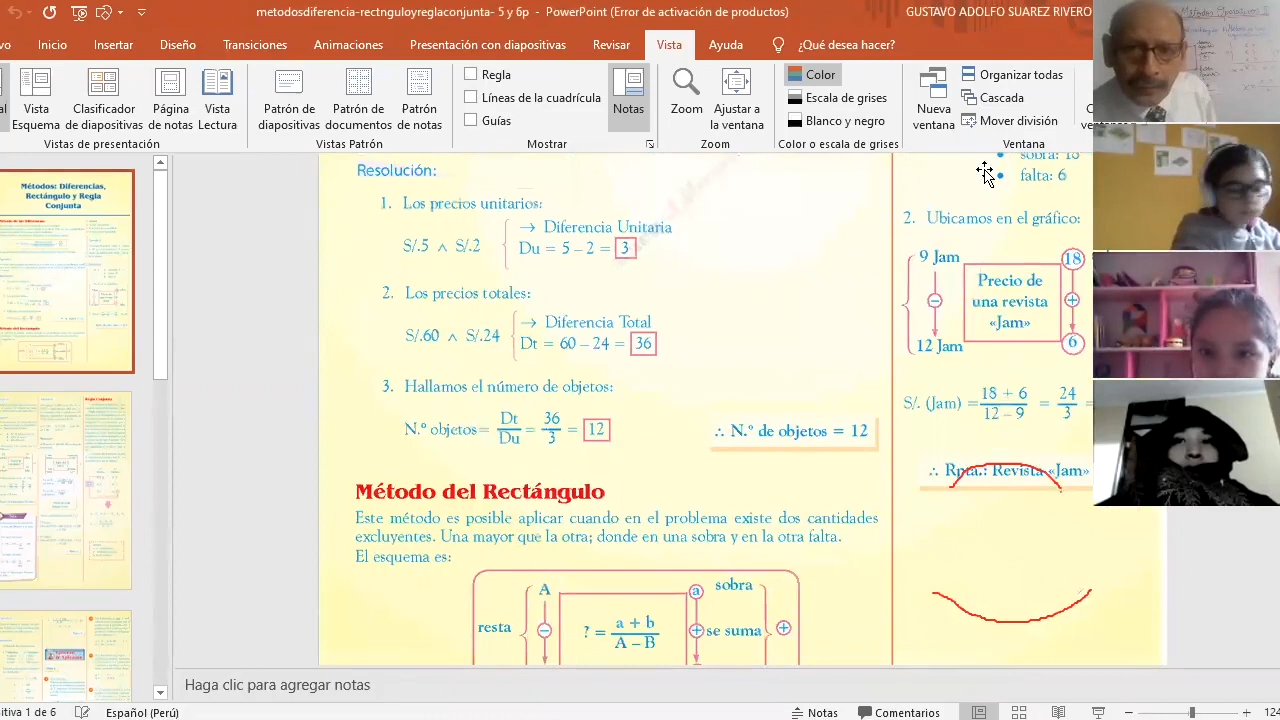 metodosdiferencia-rectnguloyreglaconjunta- 5 y 6p - PowerPoint (Error de activación de productos)
GUSTAVO ADOLFO SUAREZ RIVERO
Inicio Insertar Diseño Transiciones Animaciones Presentación con diapositivas Revisar Vista Ayuda ¿Qué desea hacer?
Vista Esquema
Clasificador de diapositivas
Página de notas
Vista Lectura
Vistas de presentación
Patrón de diapositivas
Patrón de documentos
Patrón de notas
Vistas Patrón
Regla
Líneas de la cuadrícula
Guías
Mostrar
Notas
Zoom
Ajustar a la ventana
Zoom
Color
Escala de grises
Blanco y negro
Color o escala de grises
Nueva ventana
Organizar todas
Cascada
Mover división
Ventana
Métodos: Diferencias,
Rectángulo y Regla
Conjunta
Resolución:
1. Los precios unitarios:
→ Diferencia Unitaria
S/.5 ∧ S/.2 Du = 5 – 2 = 3
2. Los precios totales:
→ Diferencia Total
S/.60 ∧ S/.24 Dt = 60 – 24 = 36
3. Hallamos el número de objetos:
N.º objetos = Dt/Du = 36/3 = 12
∴ N.º de objetos = 12
Método del Rectángulo
Este método es posible aplicar cuando en el problema existe dos cantidades
excluyentes. Una mayor que la otra; donde en una sobra y en la otra falta.
El esquema es:
A a sobra
resta ? = a + b / A – B se suma
• sobra: 18
• falta: 6
2. Ubicamos en el gráfico:
9 Jam 18
Precio de
una revista
«Jam»
12 Jam 6
S/. (Jam) = 18 + 6 / 12 – 9 = 24/3 =
∴ Rpta.: Revista «Jam»
Haga clic para agregar notas
1 de 6 Español (Perú) Notas Comentarios